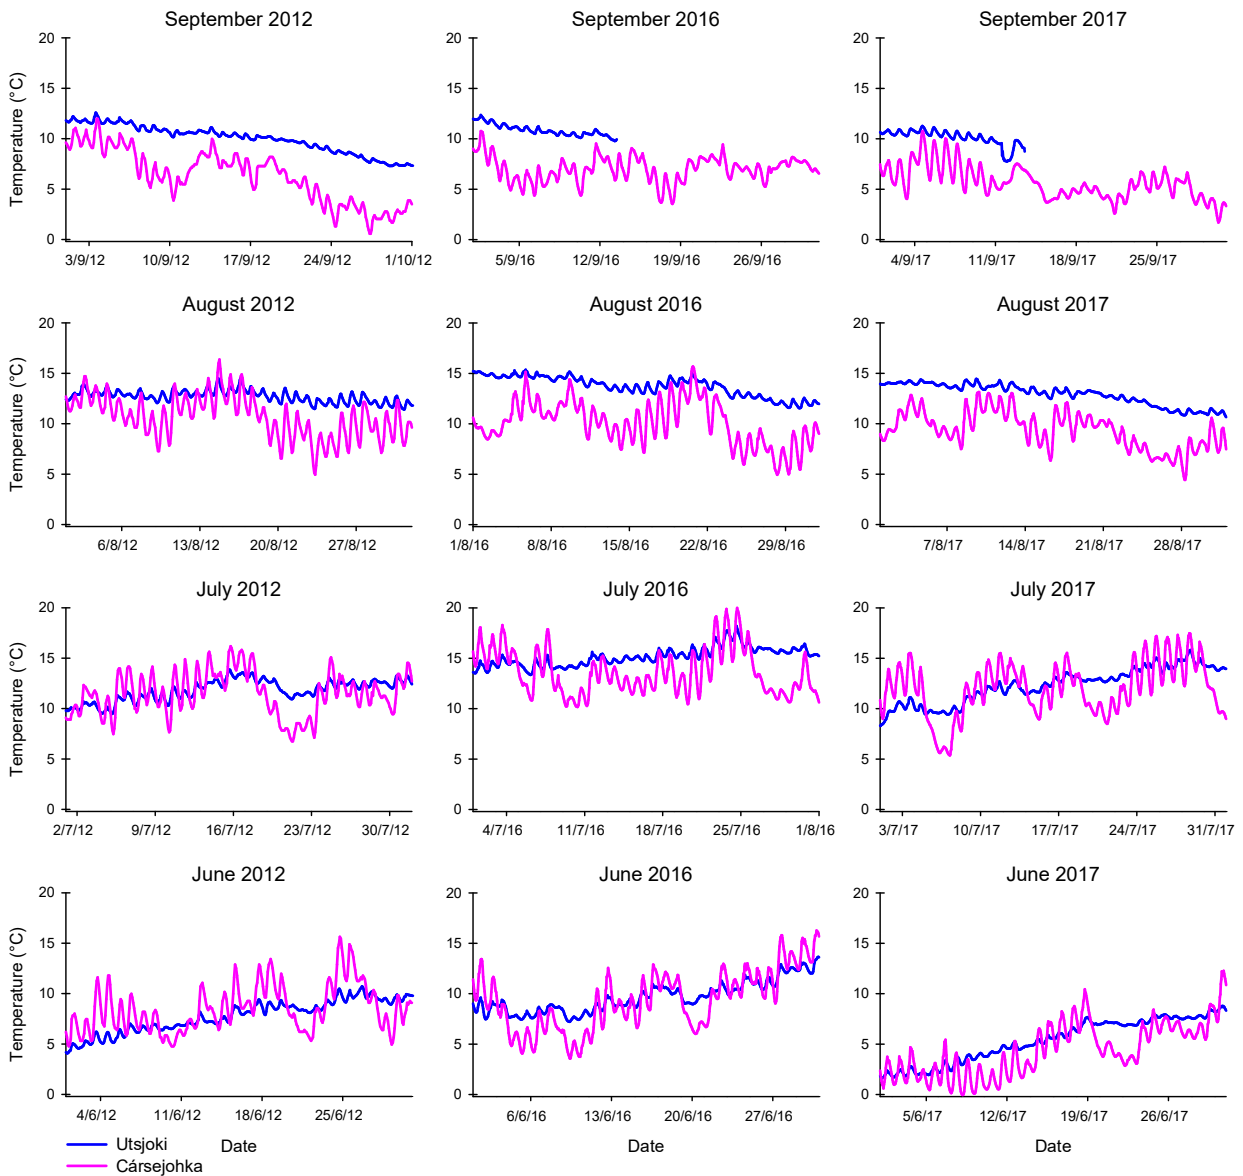 September 2012 September 2016 September 2017
Temperature (°C)
20 20 20
15 15 15
10 10 10
5 5 5
0 0 0
3/9/12 10/9/12 17/9/12 24/9/12 1/10/12 5/9/16 12/9/16 19/9/16 26/9/16 4/9/17 11/9/17 18/9/17 25/9/17
August 2012 August 2016 August 2017
Temperature (°C)
20 20 20
15 15 15
10 10 10
5 5 5
0 0 0
6/8/12 13/8/12 20/8/12 27/8/12 1/8/16 8/8/16 15/8/16 22/8/16 29/8/16 7/8/17 14/8/17 21/8/17 28/8/17
July 2012 July 2016 July 2017
Temperature (°C)
20 20 20
15 15 15
10 10 10
5 5 5
0 0 0
2/7/12 9/7/12 16/7/12 23/7/12 30/7/12 4/7/16 11/7/16 18/7/16 25/7/16 1/8/16 3/7/17 10/7/17 17/7/17 24/7/17 31/7/17
June 2012 June 2016 June 2017
Temperature (°C)
20 20 20
15 15 15
10 10 10
5 5 5
0 0 0
4/6/12 11/6/12 18/6/12 25/6/12 6/6/16 13/6/16 20/6/16 27/6/16 5/6/17 12/6/17 19/6/17 26/6/17
Utsjoki Date Date Date
Cársejohka